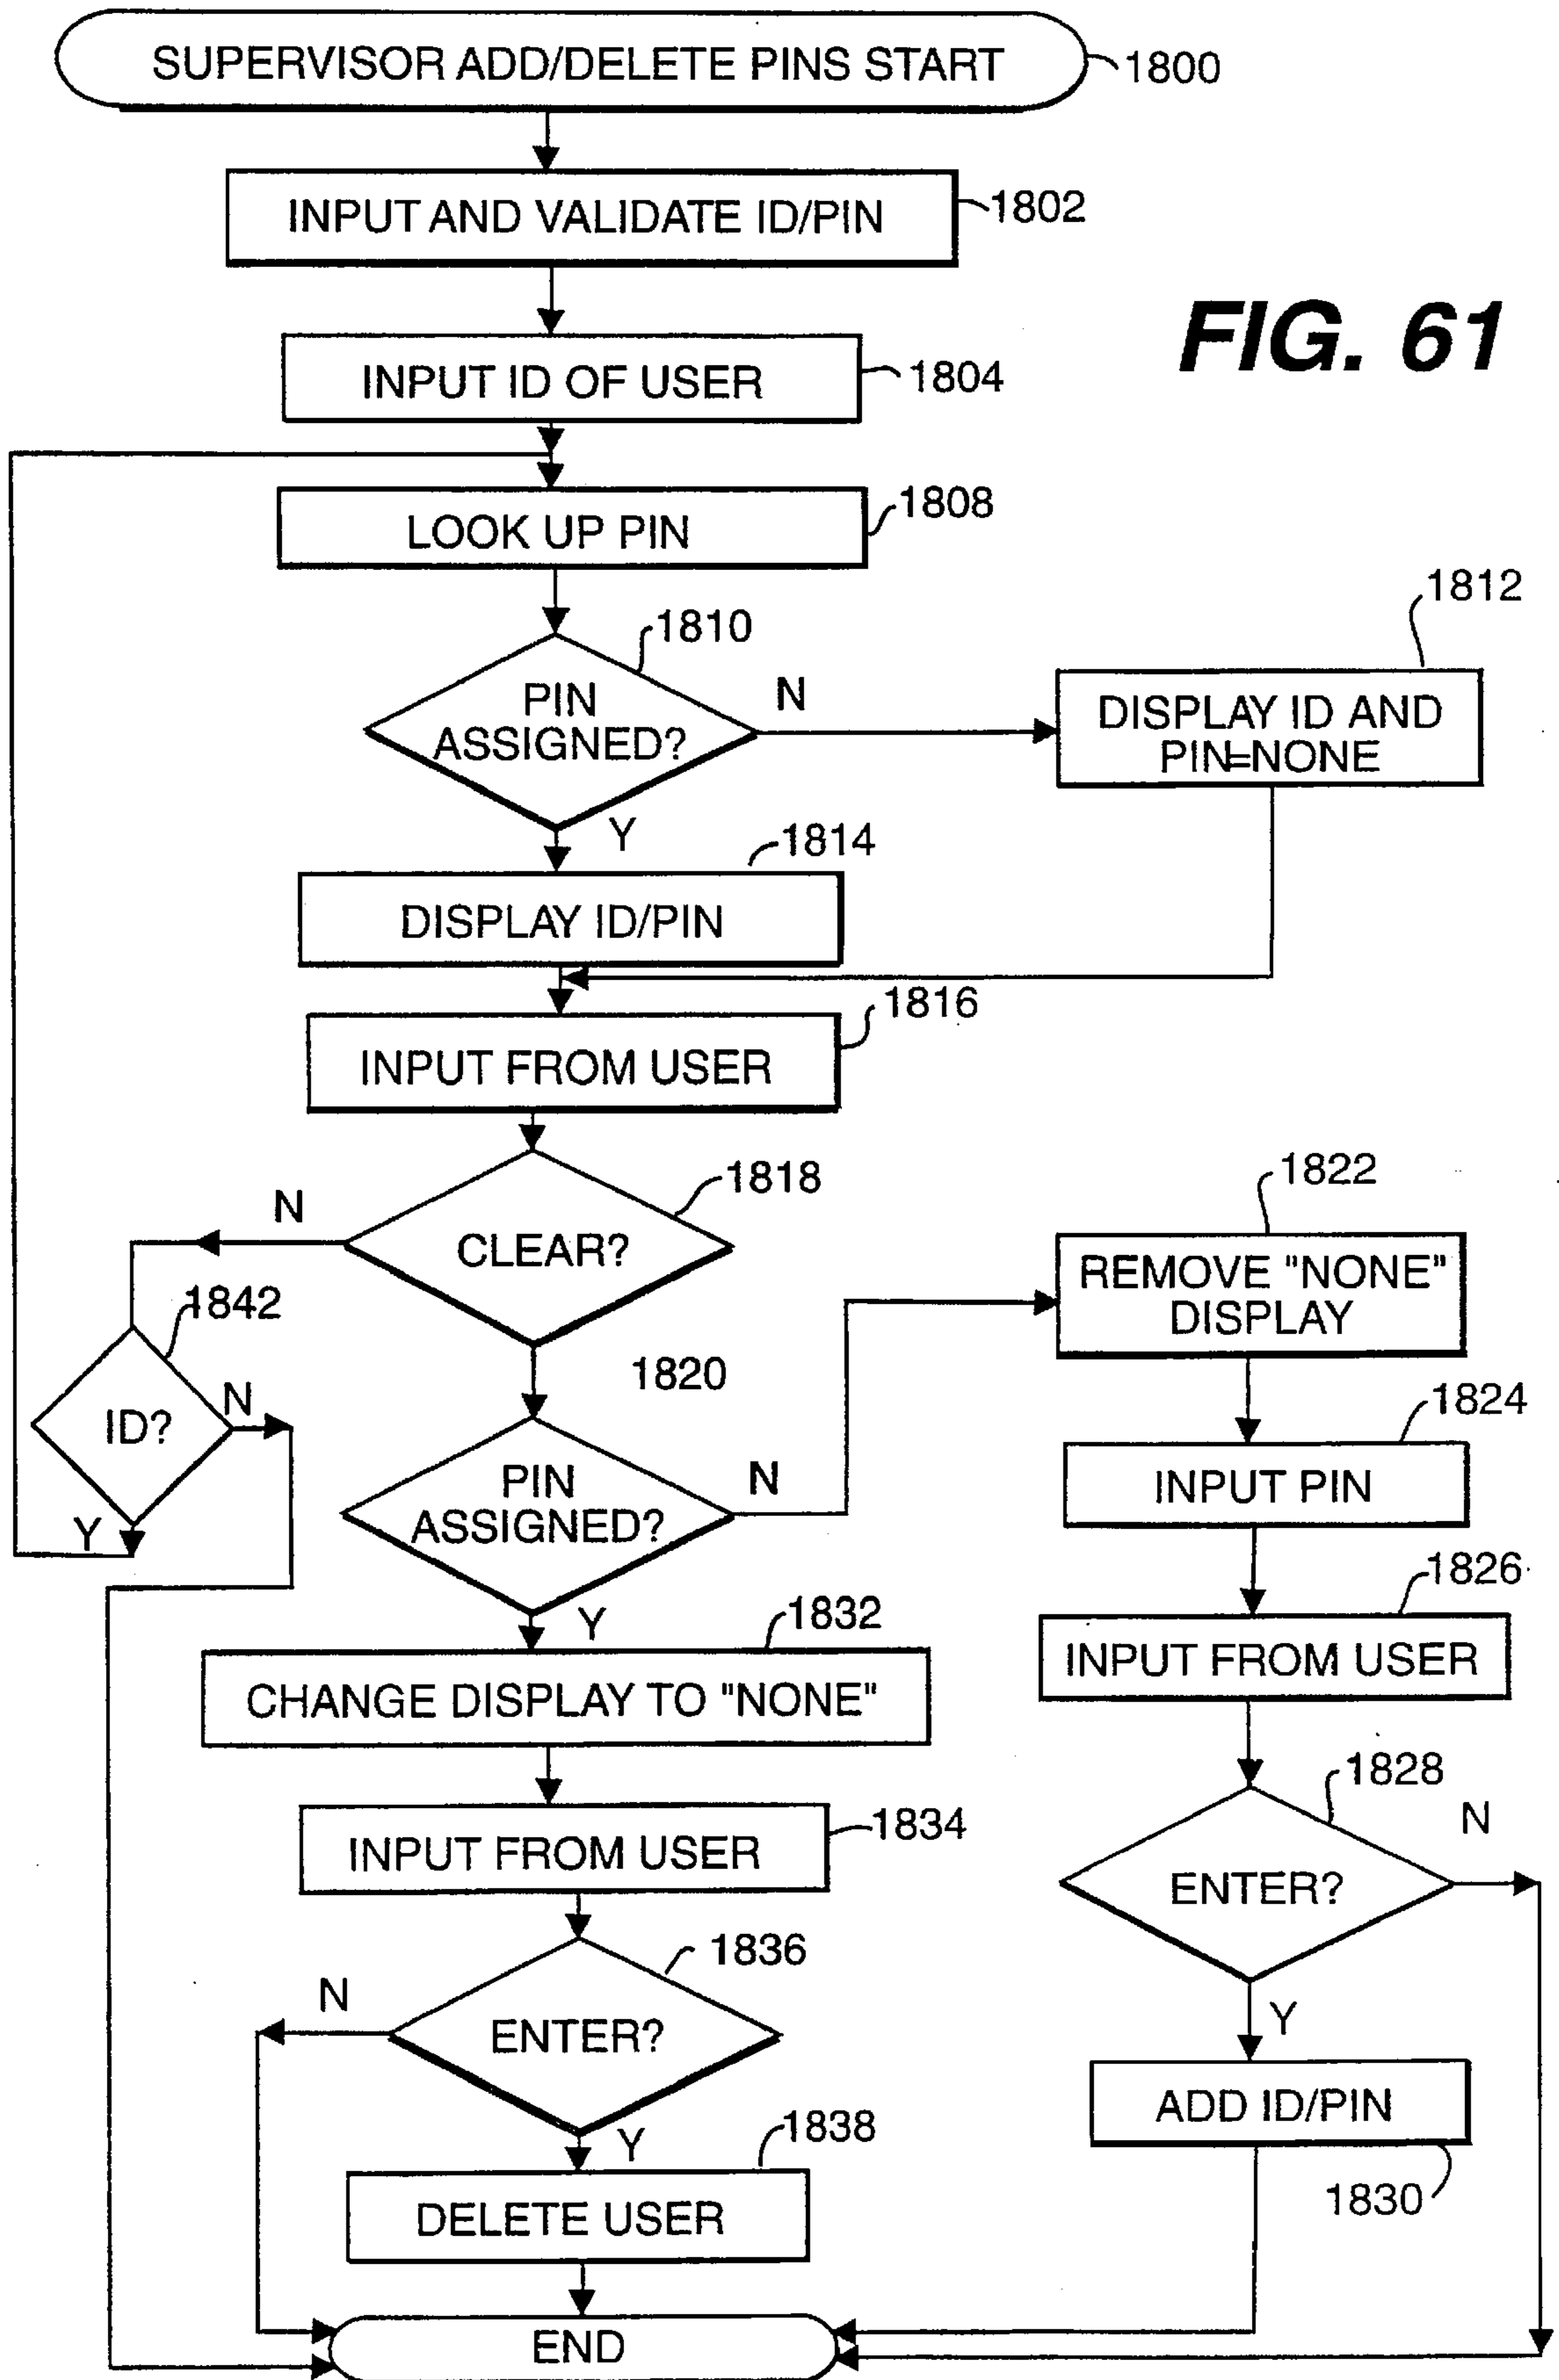 SUPERVISOR ADD/DELETE PINS START
1800
INPUT AND VALIDATE ID/PIN
1802
FIG. 61
INPUT ID OF USER
1804
LOOK UP PIN
1808
1810
PIN
ASSIGNED?
N
Y
1812
DISPLAY ID AND
PIN=NONE
1814
DISPLAY ID/PIN
1816
INPUT FROM USER
1818
CLEAR?
N
1842
ID?
N
Y
1820
PIN
ASSIGNED?
N
Y
1822
REMOVE "NONE"
DISPLAY
1824
INPUT PIN
1826
INPUT FROM USER
1828
ENTER?
N
Y
ADD ID/PIN
1830
1832
CHANGE DISPLAY TO "NONE"
1834
INPUT FROM USER
1836
ENTER?
N
Y
1838
DELETE USER
END